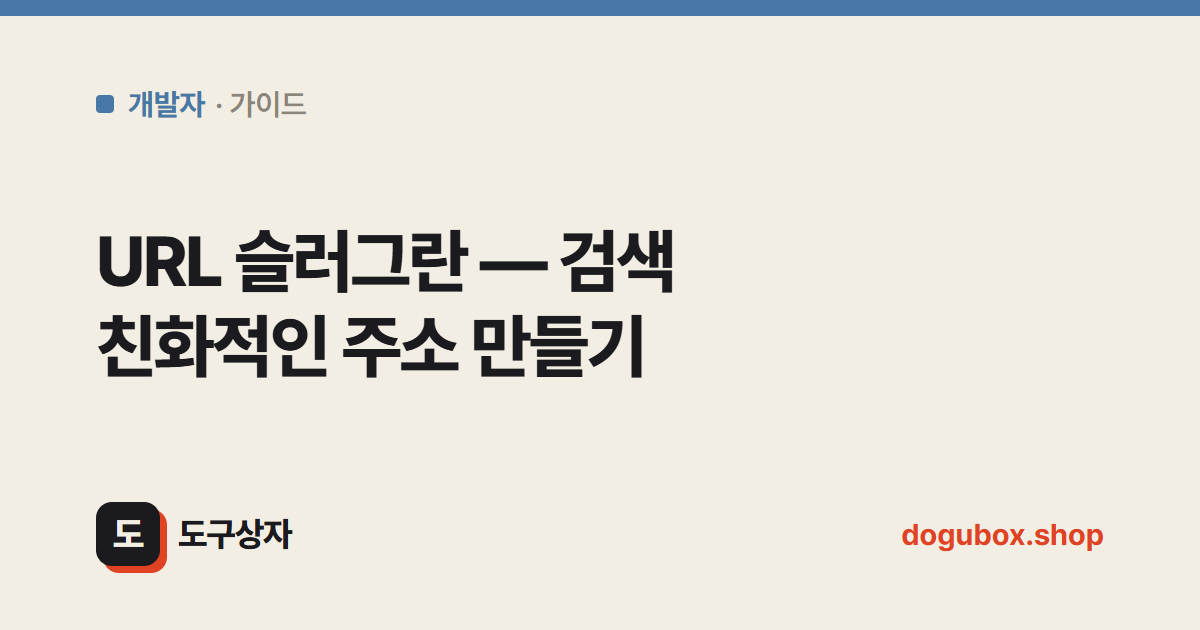 개발자 · 가이드
URL 슬러그란 — 검색
친화적인 주소 만들기
도 도구상자
dogubox.shop